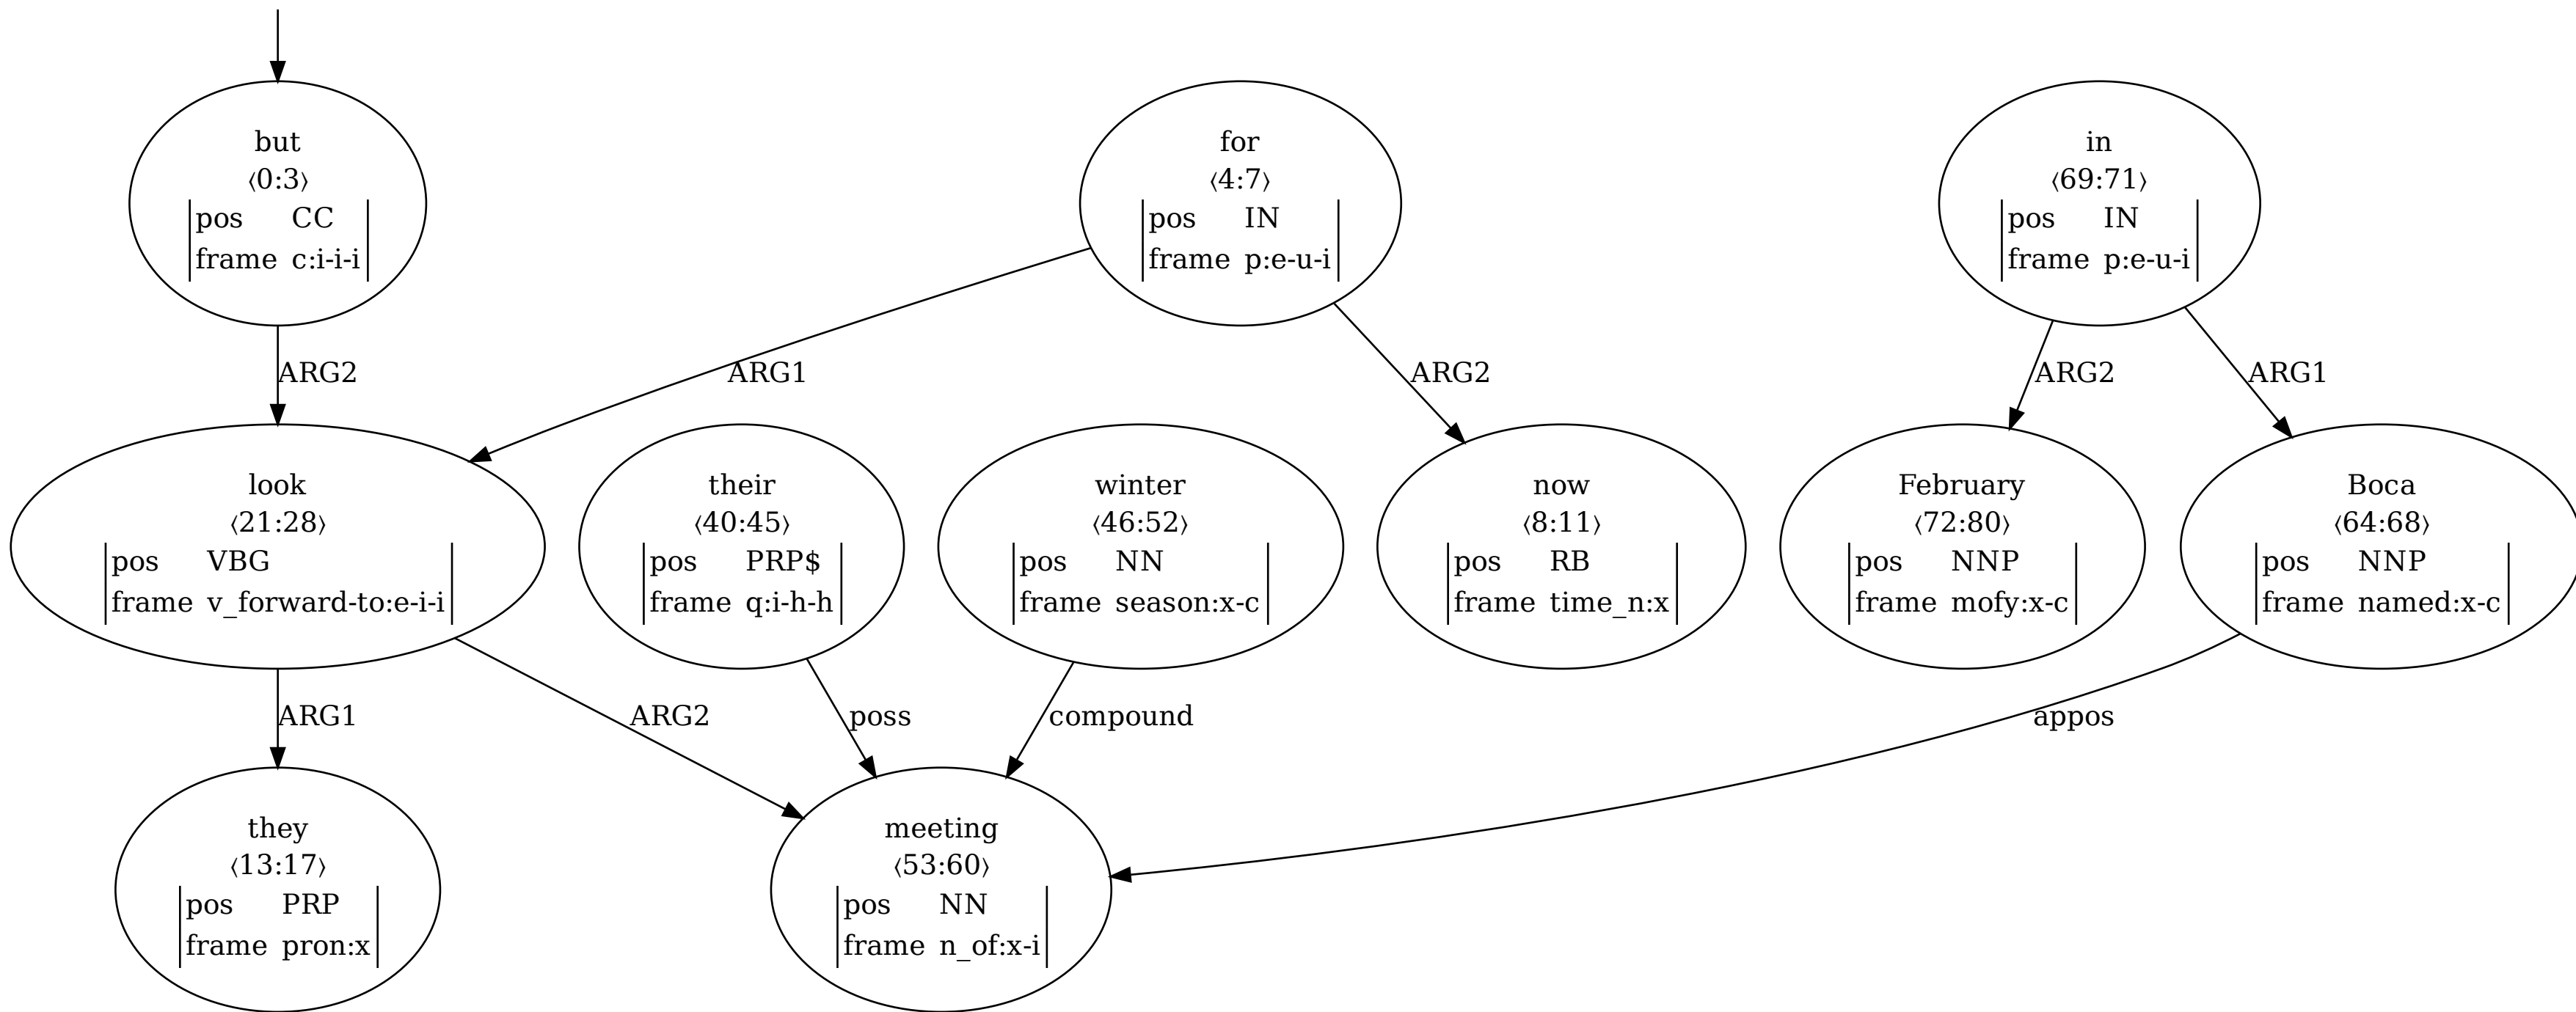 but
⟨0:3⟩
pos CC
frame c:i-i-i
for
⟨4:7⟩
pos IN
frame p:e-u-i
in
⟨69:71⟩
pos IN
frame p:e-u-i
ARG2
ARG1
ARG2
ARG2
ARG1
look
⟨21:28⟩
pos VBG
frame v_forward-to:e-i-i
their
⟨40:45⟩
pos PRP$
frame q:i-h-h
winter
⟨46:52⟩
pos NN
frame season:x-c
now
⟨8:11⟩
pos RB
frame time_n:x
February
⟨72:80⟩
pos NNP
frame mofy:x-c
Boca
⟨64:68⟩
pos NNP
frame named:x-c
ARG1
ARG2
poss
compound
appos
they
⟨13:17⟩
pos PRP
frame pron:x
meeting
⟨53:60⟩
pos NN
frame n_of:x-i